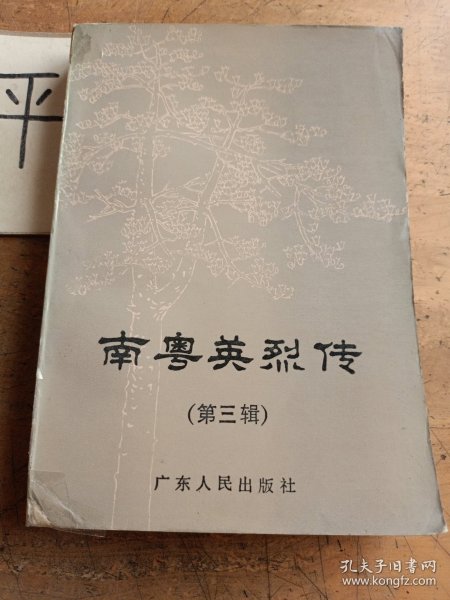 平
南粤英烈传
(第三辑)
广东人民出版社
孔夫子旧书网
www.kongfz.com